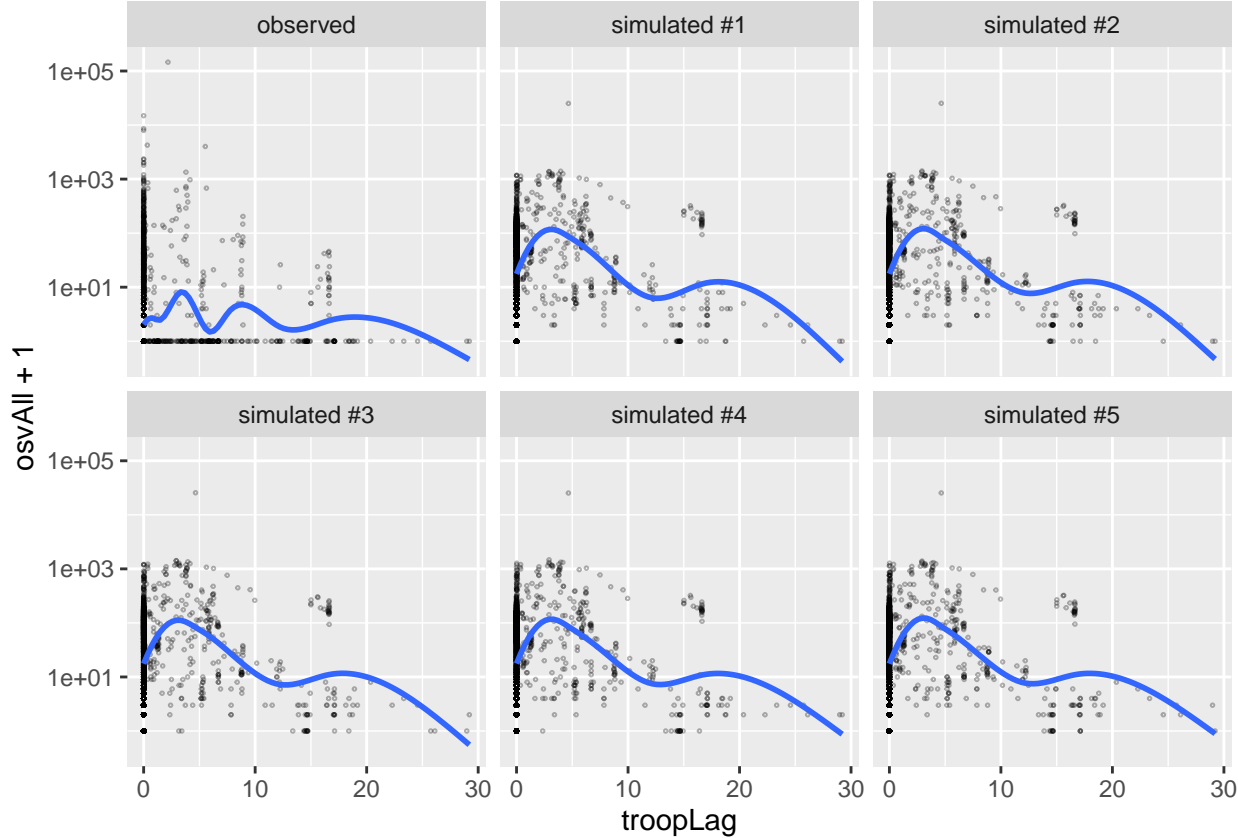 observed simulated #1 simulated #2
1e+05
1e+03
1e+01
simulated #3 simulated #4 simulated #5
1e+05
1e+03
1e+01
0 10 20 30 0 10 20 30 0 10 20 30
troopLag
osvAll + 1